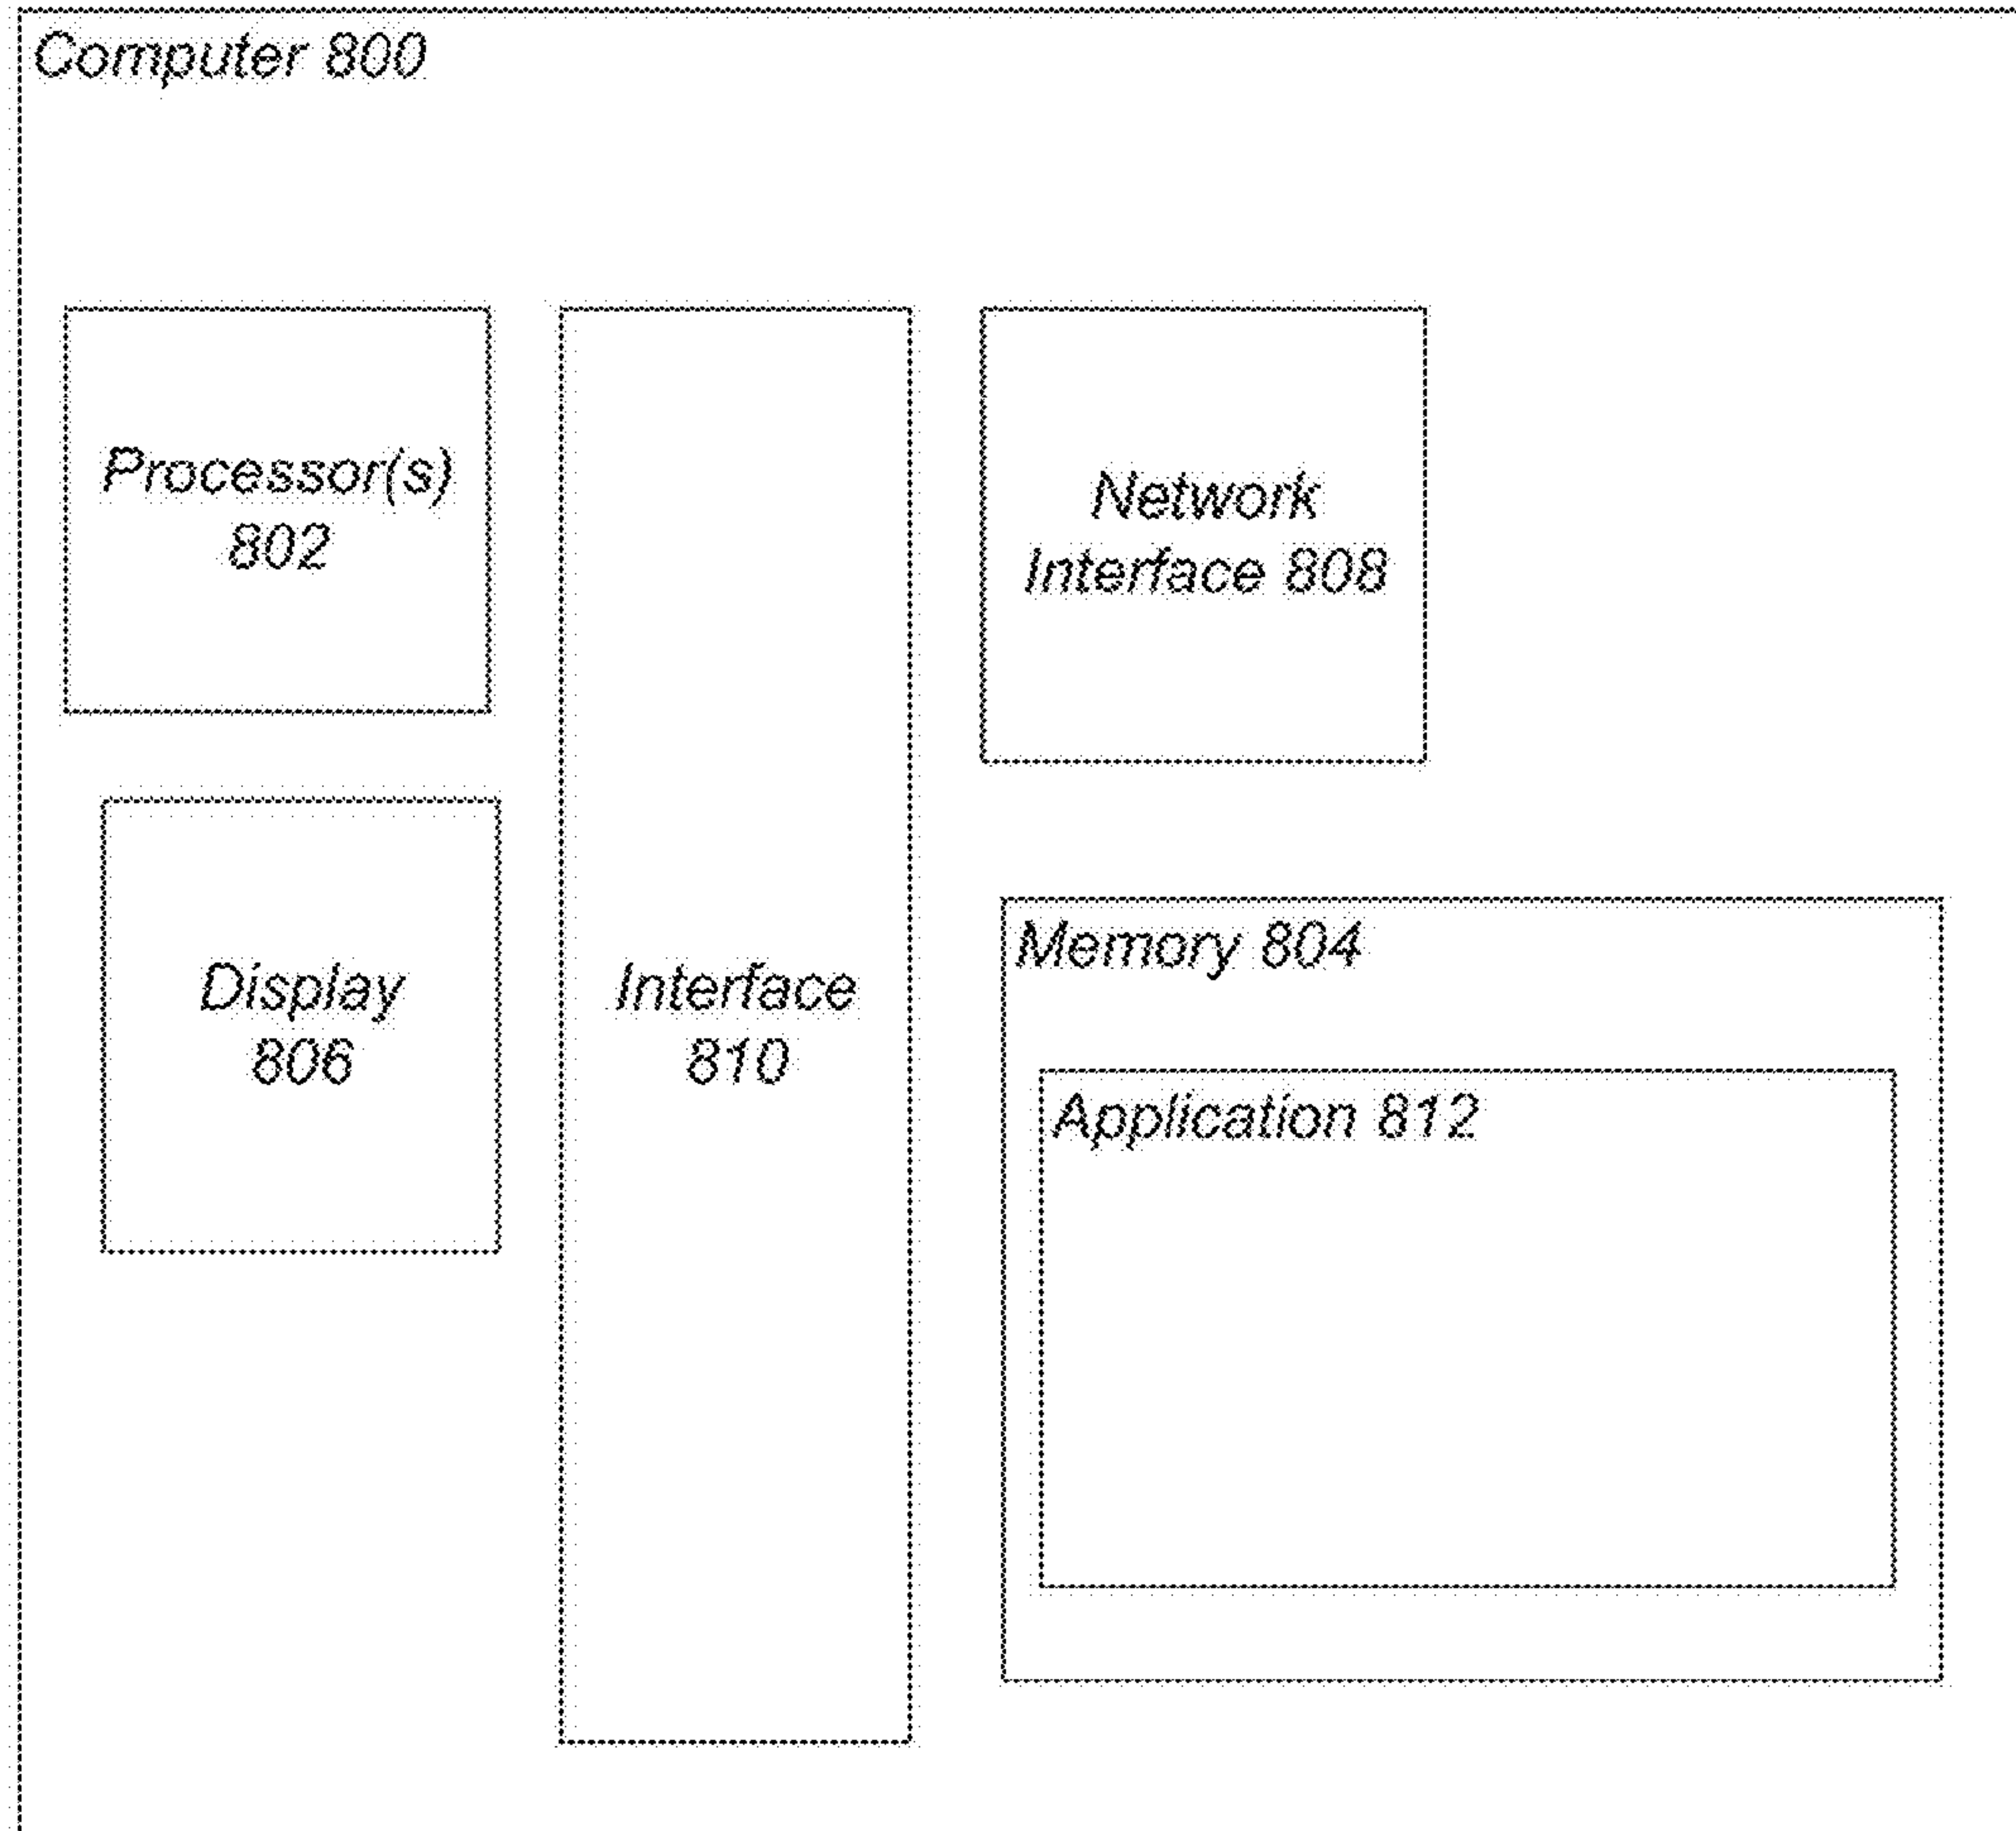 Computer 800
Processor(s)
802
Network
Interface 808
Display
806
Interface
810
Memory 804
Application 812